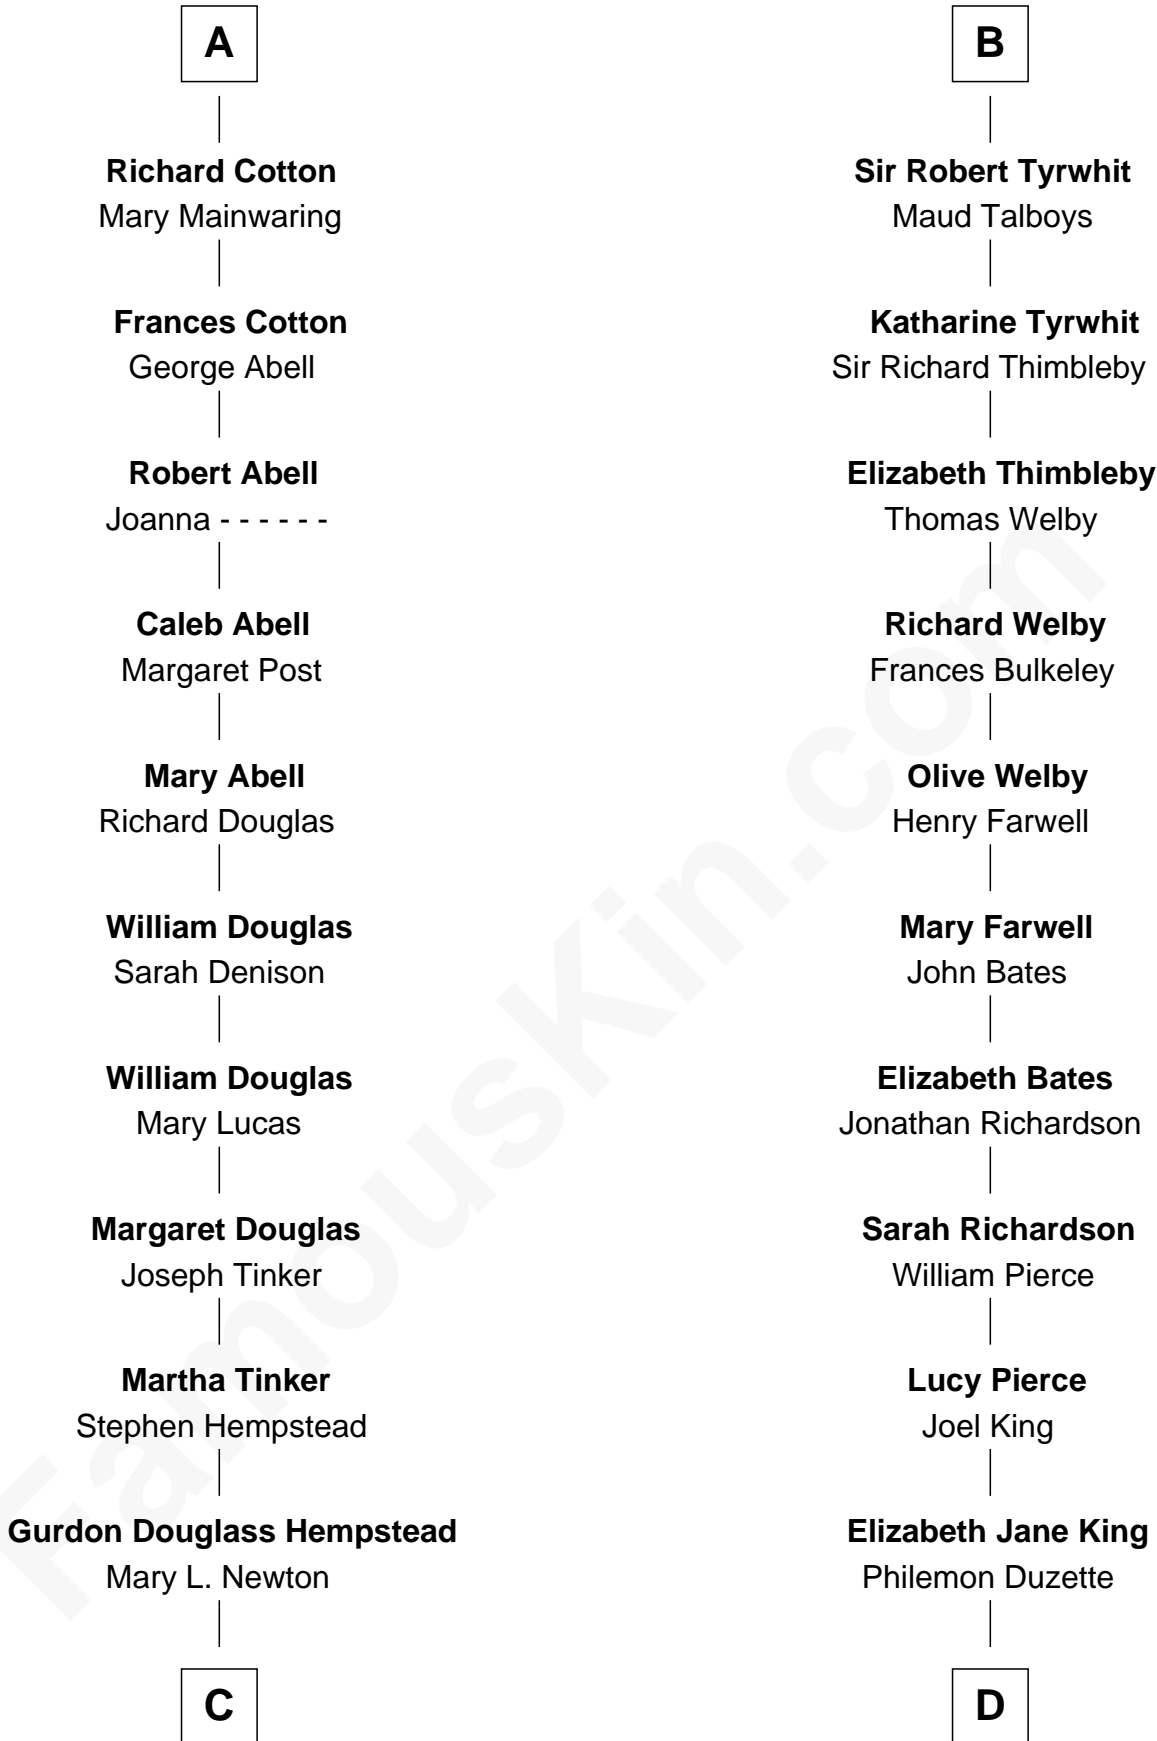 A
Richard Cotton
Mary Mainwaring
Frances Cotton
George Abell
Robert Abell
Joanna - - - - - -
Caleb Abell
Margaret Post
Mary Abell
Richard Douglas
William Douglas
Sarah Denison
William Douglas
Mary Lucas
Margaret Douglas
Joseph Tinker
Martha Tinker
Stephen Hempstead
Gurdon Douglass Hempstead
Mary L. Newton
C
B
Sir Robert Tyrwhit
Maud Talboys
Katharine Tyrwhit
Sir Richard Thimbleby
Elizabeth Thimbleby
Thomas Welby
Richard Welby
Frances Bulkeley
Olive Welby
Henry Farwell
Mary Farwell
John Bates
Elizabeth Bates
Jonathan Richardson
Sarah Richardson
William Pierce
Lucy Pierce
Joel King
Elizabeth Jane King
Philemon Duzette
D
FamousKin.com